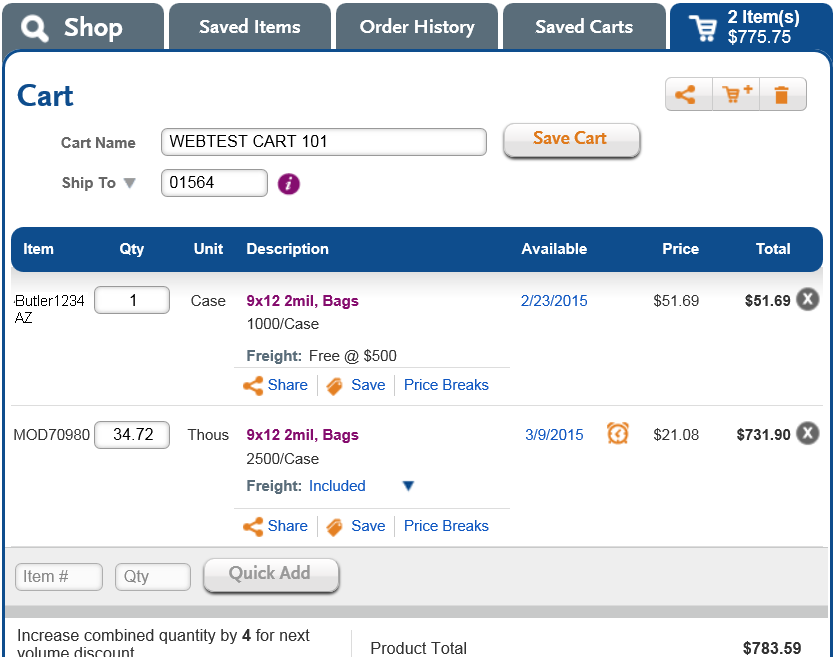 Shop
Saved Items
Order History
Saved Carts
2 Item(s)
$775.75
Cart
Cart Name WEBTEST CART 101 Save Cart
Ship To 01564
Item Qty Unit Description Available Price Total
Butler1234 1 Case 9x12 2mil, Bags 2/23/2015 $51.69 $51.69 X
AZ
1000/Case
Freight: Free @ $500
Share Save Price Breaks
MOD70980 34.72 Thous 9x12 2mil, Bags 3/9/2015 $21.08 $731.90 X
2500/Case
Freight: Included
Share Save Price Breaks
Item # Qty Quick Add
Increase combined quantity by 4 for next
volume discount
Product Total $783.59